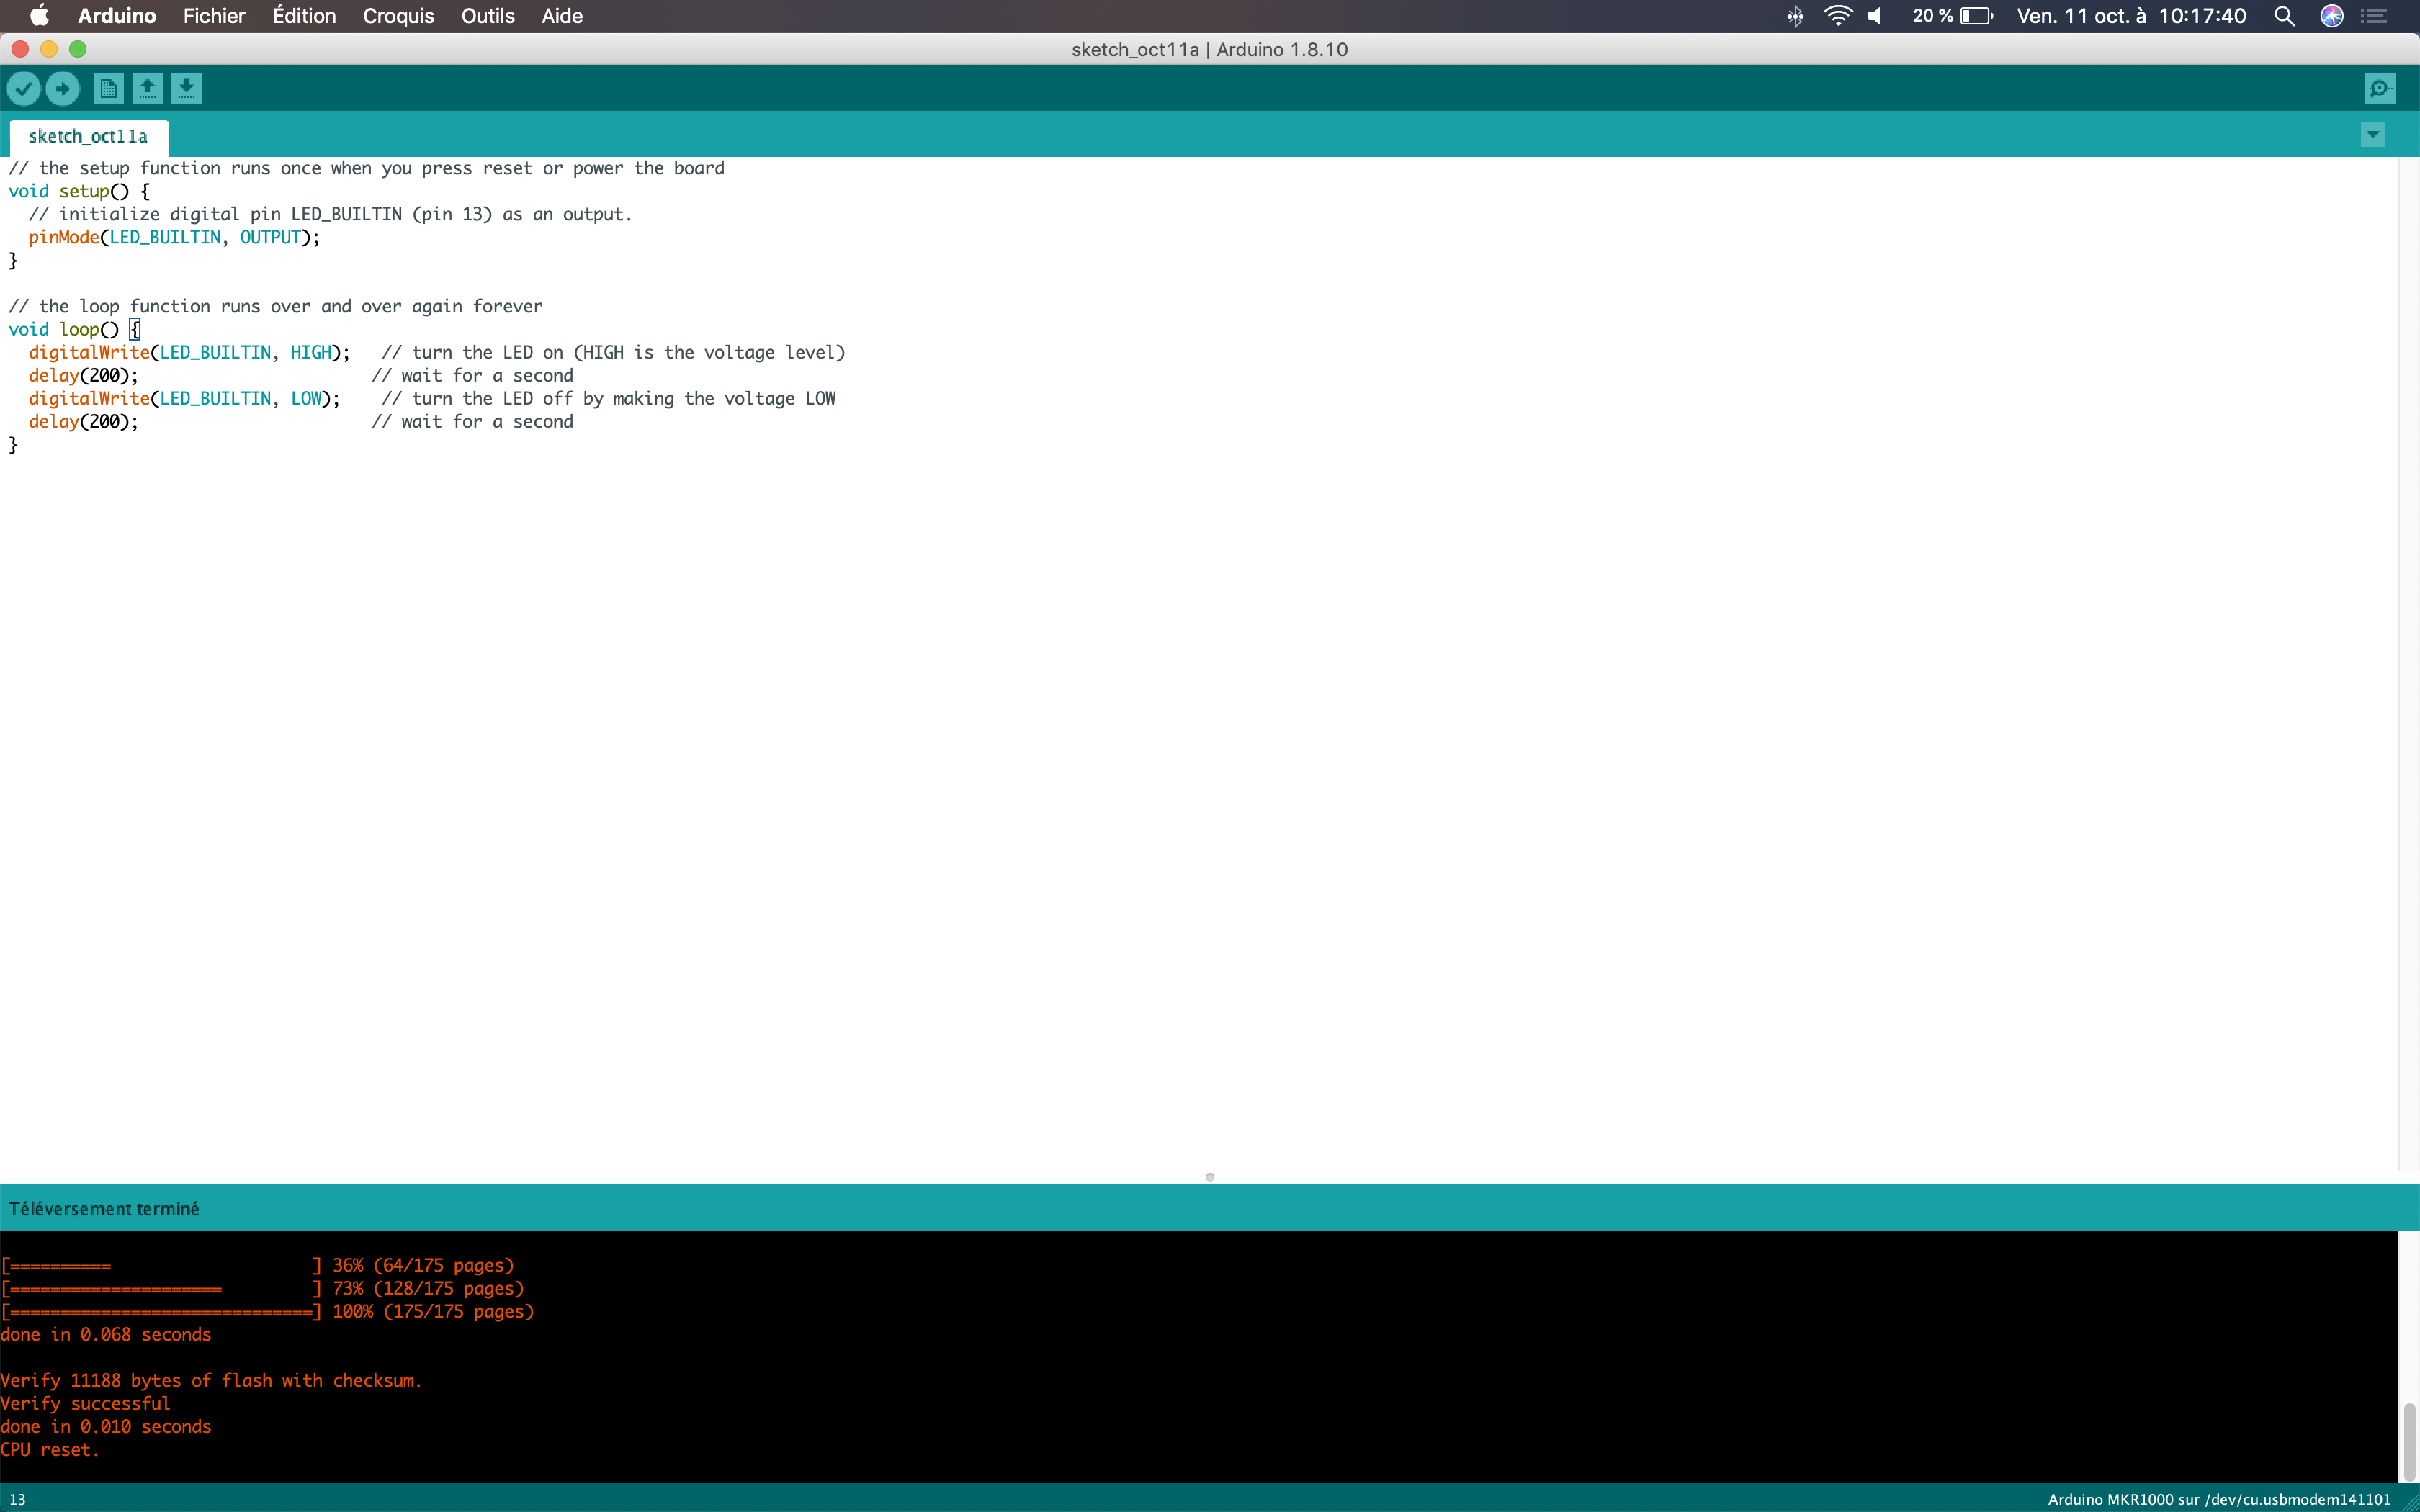 Arduino Fichier Édition Croquis Outils Aide 20 % Ven. 11 oct. à 10:17:40
sketch_oct11a | Arduino 1.8.10
sketch_oct11a
// the setup function runs once when you press reset or power the board
void setup() {
  // initialize digital pin LED_BUILTIN (pin 13) as an output.
  pinMode(LED_BUILTIN, OUTPUT);
}

// the loop function runs over and over again forever
void loop() {
  digitalWrite(LED_BUILTIN, HIGH);   // turn the LED on (HIGH is the voltage level)
  delay(200);                       // wait for a second
  digitalWrite(LED_BUILTIN, LOW);    // turn the LED off by making the voltage LOW
  delay(200);                       // wait for a second
}
Téléversement terminé
[==========                    ] 36% (64/175 pages)
[=====================         ] 73% (128/175 pages)
[==============================] 100% (175/175 pages)
done in 0.068 seconds

Verify 11188 bytes of flash with checksum.
Verify successful
done in 0.010 seconds
CPU reset.
13 Arduino MKR1000 sur /dev/cu.usbmodem141101